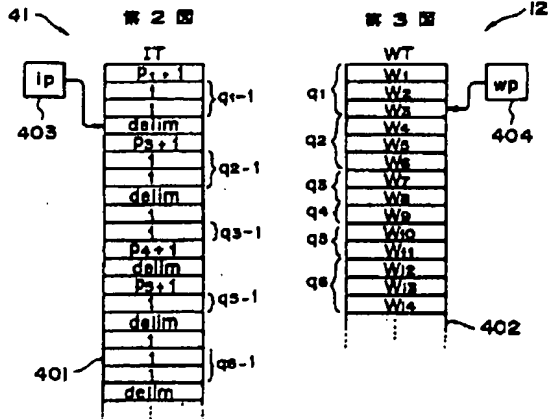 41
第 2 図
IT
ip
403
P1+1
1
1
q1-1
delim
P3+1
1
1
q2-1
delim
1
1
q3-1
P4+1
delim
P5+1
1
q5-1
delim
1
1
1
q6-1
delim
401
第 3 図
12
WT
wp
404
q1
W1
W2
W3
q2
W4
W5
W6
q3
W7
W8
q4
W9
q5
W10
W11
q6
W12
W13
W14
402